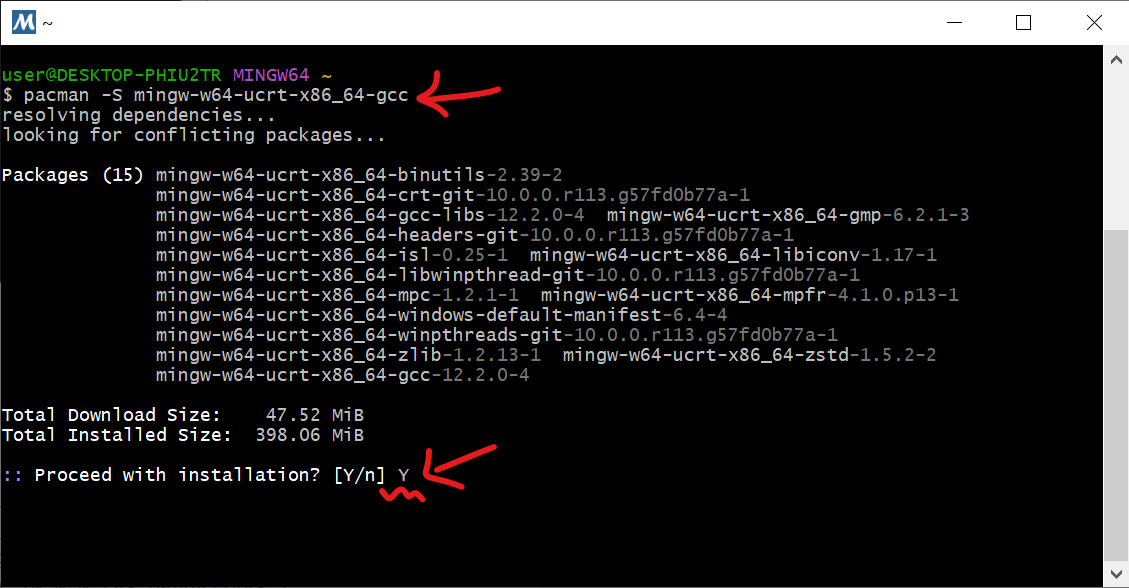 M ~
user@DESKTOP-PHIU2TR MINGW64 ~
$ pacman -S mingw-w64-ucrt-x86_64-gcc
resolving dependencies...
looking for conflicting packages...
Packages (15) mingw-w64-ucrt-x86_64-binutils-2.39-2
mingw-w64-ucrt-x86_64-crt-git-10.0.0.r113.g57fd0b77a-1
mingw-w64-ucrt-x86_64-gcc-libs-12.2.0-4 mingw-w64-ucrt-x86_64-gmp-6.2.1-3
mingw-w64-ucrt-x86_64-headers-git-10.0.0.r113.g57fd0b77a-1
mingw-w64-ucrt-x86_64-isl-0.25-1 mingw-w64-ucrt-x86_64-libiconv-1.17-1
mingw-w64-ucrt-x86_64-libwinpthread-git-10.0.0.r113.g57fd0b77a-1
mingw-w64-ucrt-x86_64-mpc-1.2.1-1 mingw-w64-ucrt-x86_64-mpfr-4.1.0.p13-1
mingw-w64-ucrt-x86_64-windows-default-manifest-6.4-4
mingw-w64-ucrt-x86_64-winpthreads-git-10.0.0.r113.g57fd0b77a-1
mingw-w64-ucrt-x86_64-zlib-1.2.13-1 mingw-w64-ucrt-x86_64-zstd-1.5.2-2
mingw-w64-ucrt-x86_64-gcc-12.2.0-4
Total Download Size: 47.52 MiB
Total Installed Size: 398.06 MiB
:: Proceed with installation? [Y/n] Y